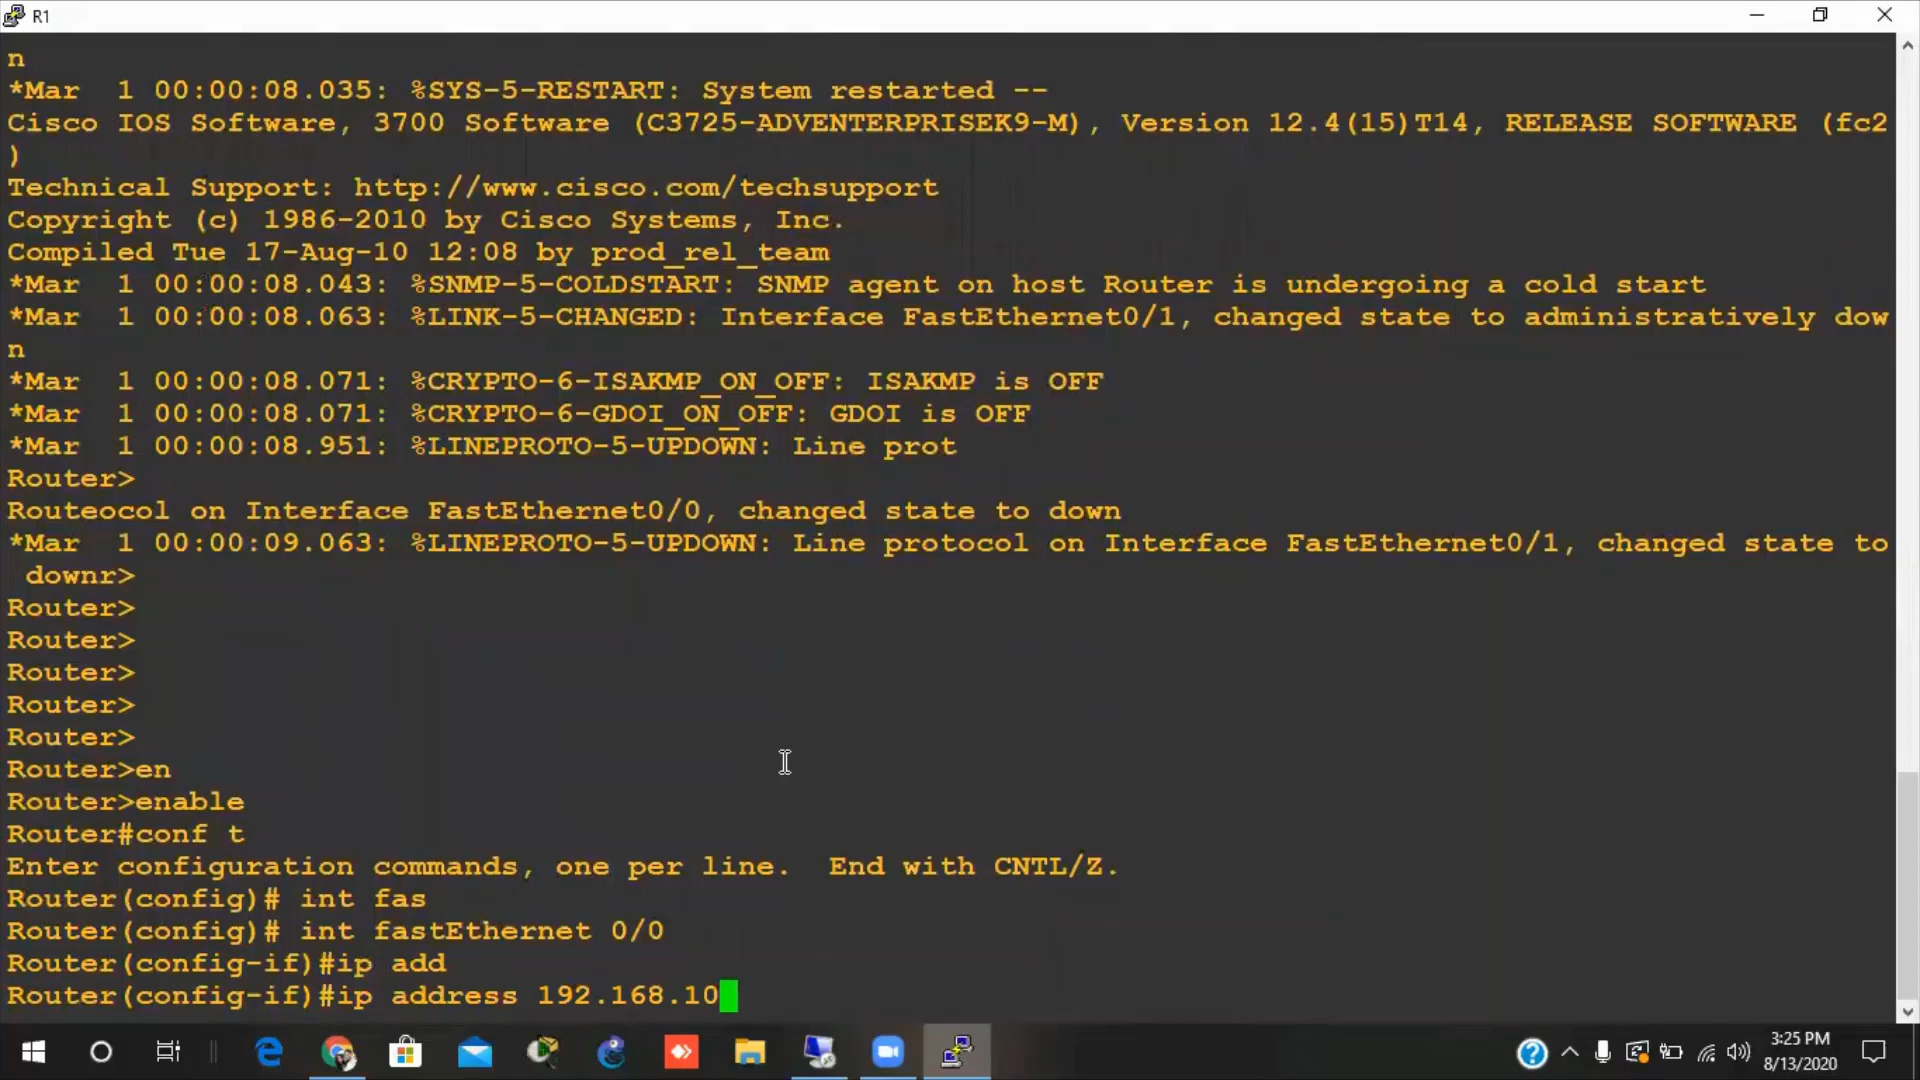 R1
n
*Mar  1 00:00:08.035: %SYS-5-RESTART: System restarted --
Cisco IOS Software, 3700 Software (C3725-ADVENTERPRISEK9-M), Version 12.4(15)T14, RELEASE SOFTWARE (fc2
)
Technical Support: http://www.cisco.com/techsupport
Copyright (c) 1986-2010 by Cisco Systems, Inc.
Compiled Tue 17-Aug-10 12:08 by prod_rel_team
*Mar  1 00:00:08.043: %SNMP-5-COLDSTART: SNMP agent on host Router is undergoing a cold start
*Mar  1 00:00:08.063: %LINK-5-CHANGED: Interface FastEthernet0/1, changed state to administratively dow
n
*Mar  1 00:00:08.071: %CRYPTO-6-ISAKMP_ON_OFF: ISAKMP is OFF
*Mar  1 00:00:08.071: %CRYPTO-6-GDOI_ON_OFF: GDOI is OFF
*Mar  1 00:00:08.951: %LINEPROTO-5-UPDOWN: Line prot
Router>
Routeocol on Interface FastEthernet0/0, changed state to down
*Mar  1 00:00:09.063: %LINEPROTO-5-UPDOWN: Line protocol on Interface FastEthernet0/1, changed state to
 downr>
Router>
Router>
Router>
Router>
Router>
Router>en
Router>enable
Router#conf t
Enter configuration commands, one per line.  End with CNTL/Z.
Router(config)# int fas
Router(config)# int fastEthernet 0/0
Router(config-if)#ip add
Router(config-if)#ip address 192.168.10
3:25 PM
8/13/2020